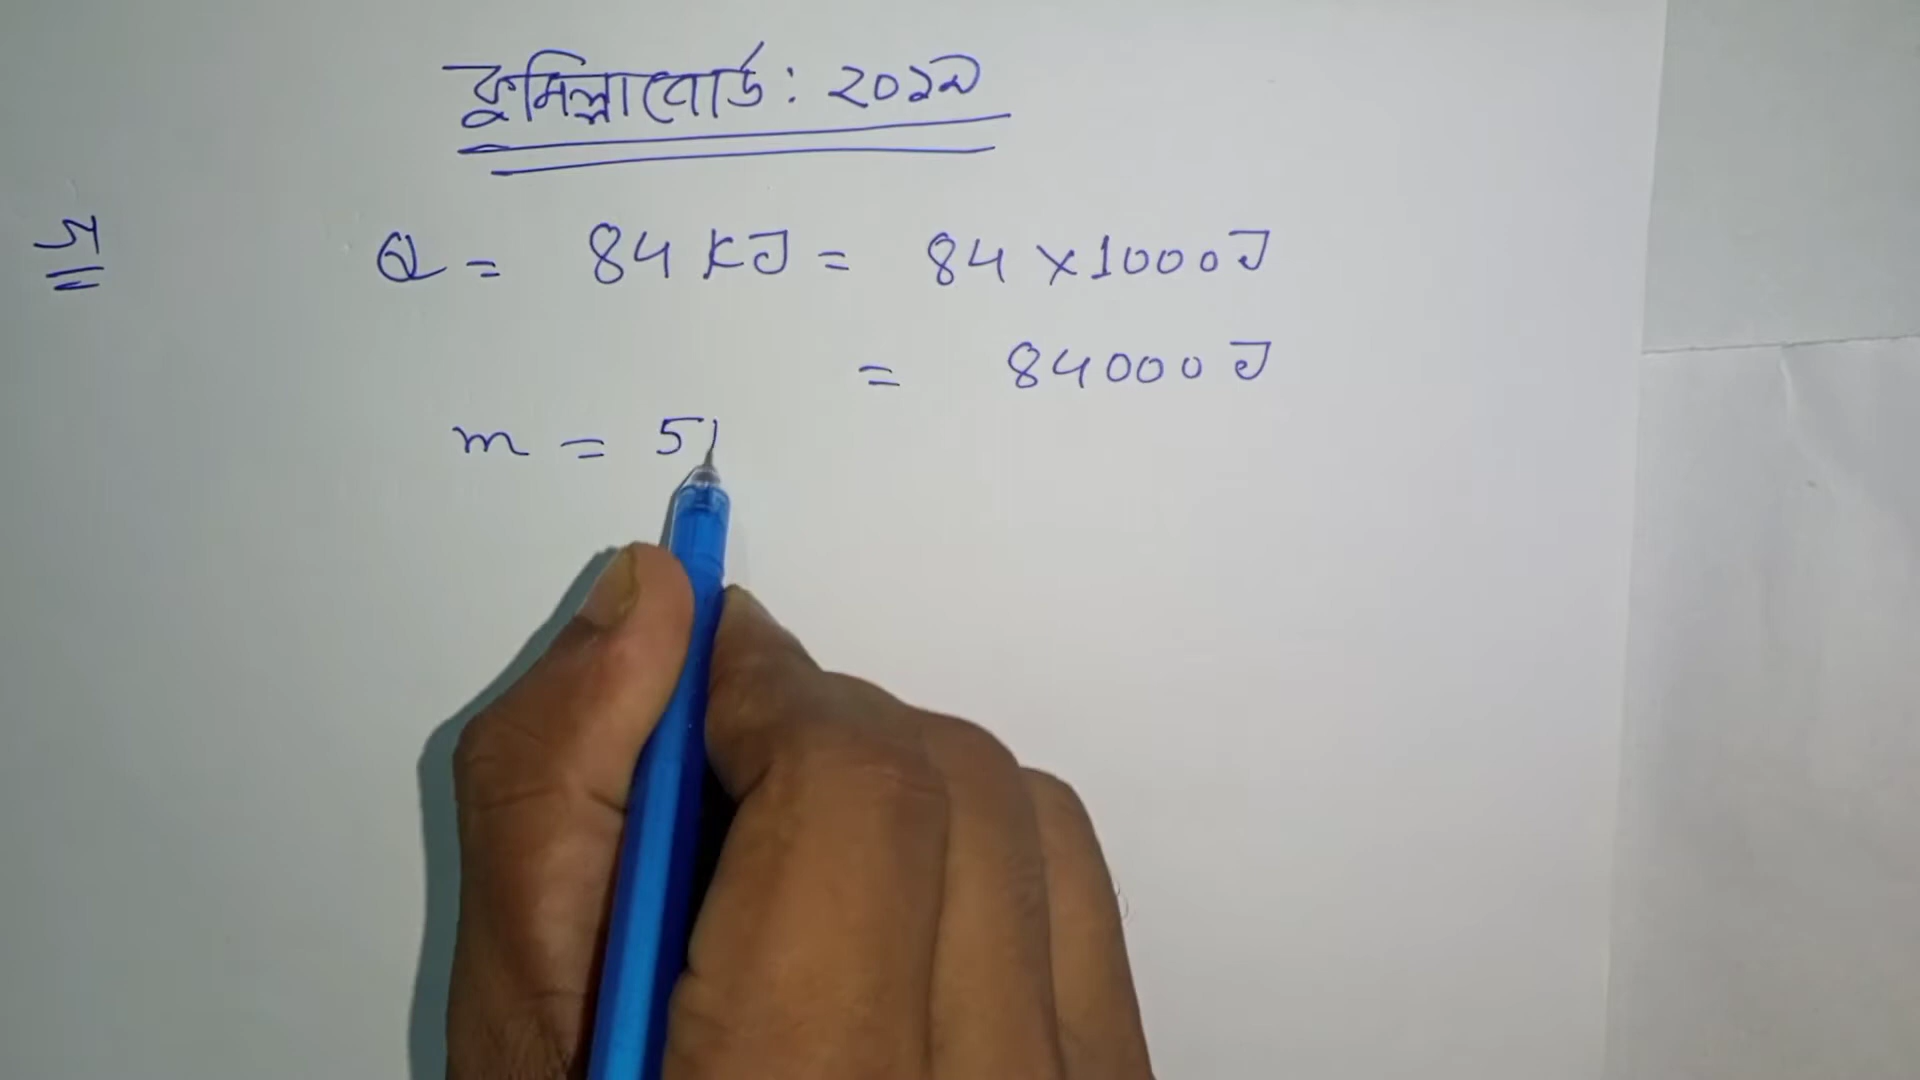 কুমিল্লা বোর্ড : ২০১৯
গ Q = 84 KJ = 84 × 1000 J
= 84000 J
m = 5